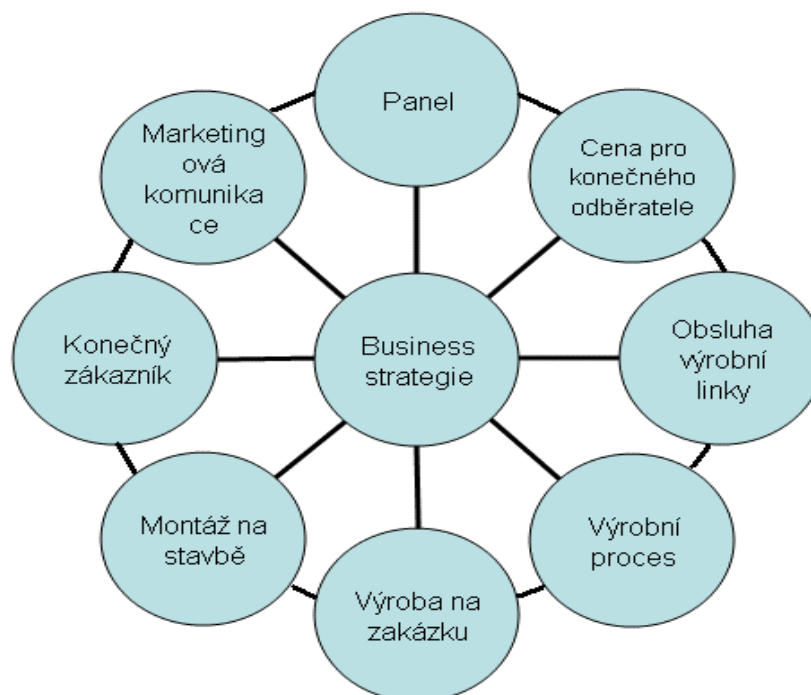 Panel
Marketing
ová
komunika
ce
Cena pro
konečného
odběratele
Konečný
zákazník
Business
strategie
Obsluha
výrobní
linky
Montáž na
stavbě
Výroba na
zakázku
Výrobní
proces